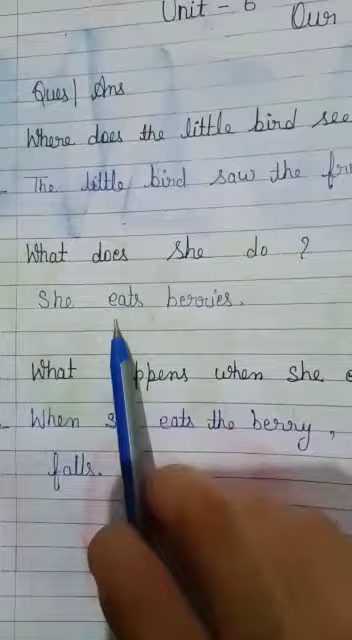 Unit - 6 Our
Ques/ Ans
Where does the little bird see
The little bird saw the
What does she do ?
She eats berries.
What when she
When eats the berry,
falls.